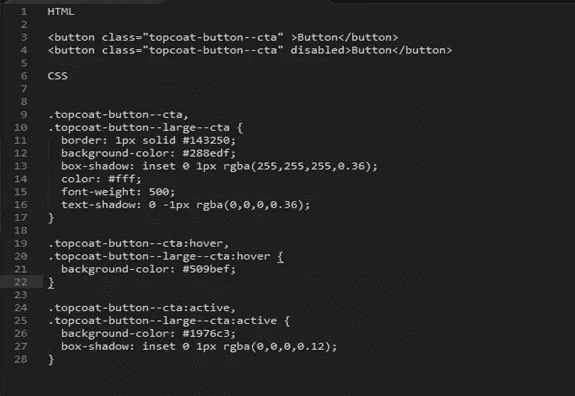 1 HTML
2
3 <button class="topcoat-button--cta" >Button</button>
4 <button class="topcoat-button--cta" disabled>Button</button>
5
6 CSS
7
8
9 .topcoat-button--cta,
10 .topcoat-button--large--cta {
11 border: 1px solid #143250;
12 background-color: #288edf;
13 box-shadow: inset 0 1px rgba(255,255,255,0.36);
14 color: #fff;
15 font-weight: 500;
16 text-shadow: 0 -1px rgba(0,0,0,0.36);
17 }
18
19 .topcoat-button--cta:hover,
20 .topcoat-button--large--cta:hover {
21 background-color: #509bef;
22 }
23
24 .topcoat-button--cta:active,
25 .topcoat-button--large--cta:active {
26 background-color: #1976c3;
27 box-shadow: inset 0 1px rgba(0,0,0,0.12);
28 }